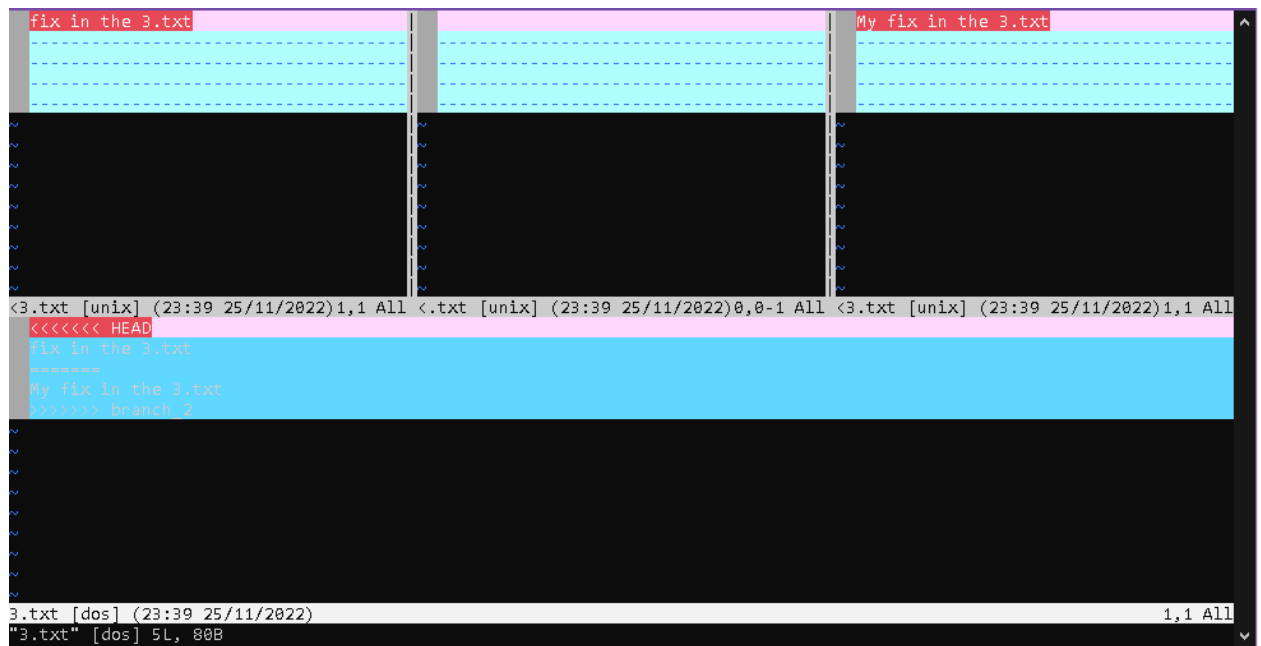 fix in the 3.txt
My fix in the 3.txt
~ ~ ~
~ ~ ~
~ ~ ~
~ ~ ~
~ ~ ~
~ ~ ~
~ ~ ~
~ ~ ~
~ ~ ~
<3.txt [unix] (23:39 25/11/2022)1,1 All <.txt [unix] (23:39 25/11/2022)0,0-1 All <3.txt [unix] (23:39 25/11/2022)1,1 All
<<<<<<< HEAD
fix in the 3.txt
=======
My fix in the 3.txt
>>>>>>> branch_2
~
~
~
~
~
~
~
~
~
3.txt [dos] (23:39 25/11/2022) 1,1 All
"3.txt" [dos] 5L, 80B